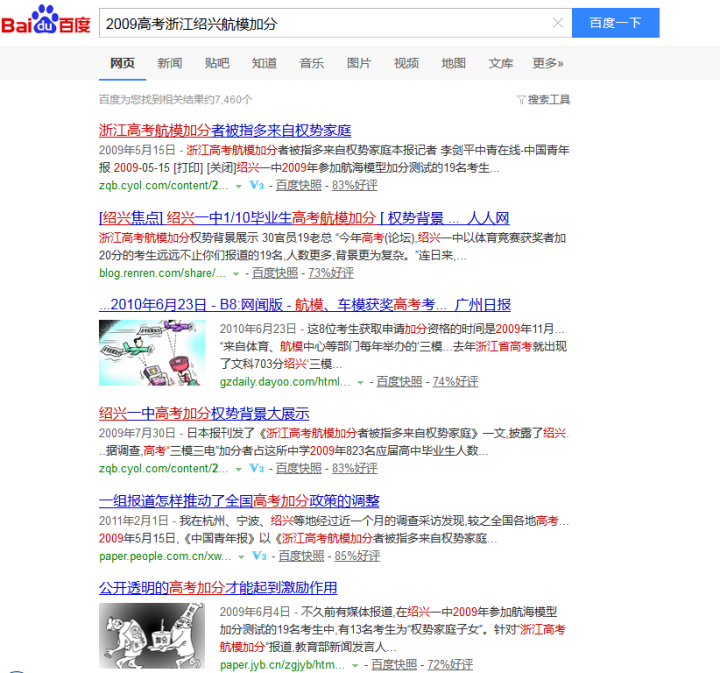 Bai du 百度
2009高考浙江绍兴航模加分
百度一下
网页 新闻 贴吧 知道 音乐 图片 视频 地图 文库 更多»
百度为您找到相关结果约7,460个
搜索工具
浙江高考航模加分者被指多来自权势家庭
2009年5月15日 - 浙江高考航模加分者被指多来自权势家庭本报记者 李剑平中青在线-中国青年
报 2009-05-15 [打印] [关闭]绍兴一中2009年参加航海模型加分测试的19名考生...
zqb.cyol.com/content/2... V3 - 百度快照 - 83%好评
[绍兴焦点] 绍兴一中1/10毕业生高考航模加分 [ 权势背景 ... 人人网
浙江高考航模加分权势背景展示 30官员19老总 “今年高考(论坛),绍兴一中以体育竞赛获奖者加
20分的考生远远不止你们报道的19名,人数更多,背景更为复杂。”连日来,...
blog.renren.com/share/... - 百度快照 - 73%好评
...2010年6月23日 - B8:网闻版 - 航模、车模获奖高考考... 广州日报
2010年6月23日 - 这8位考生获取申请加分资格的时间是2009年11月...
“来自体育、航模中心等部门每年举办的‘三模...去年浙江省高考就出现
了文科703分绍兴‘三模...
gzdaily.dayoo.com/html... - 百度快照 - 74%好评
绍兴一中高考加分权势背景大展示
2009年7月30日 - 日本报刊发了《浙江高考航模加分者被指多来自权势家庭》一文,披露了绍兴.
..据调查,高考“三模三电”加分者占这所中学2009年823名应届高中毕业生人数...
zqb.cyol.com/content/2... V3 - 百度快照 - 83%好评
一组报道怎样推动了全国高考加分政策的调整
2011年2月1日 - 我在杭州、宁波、绍兴等地经过近一个月的调查采访发现,较之全国各地高考...
2009年5月15日,《中国青年报》以《浙江高考航模加分者被指多来自权势家庭...
paper.people.com.cn/xw... V3 - 百度快照 - 85%好评
公开透明的高考加分才能起到激励作用
2009年6月4日 - 不久前有媒体报道,在绍兴一中2009年参加航海模型
加分测试的19名考生中,有13名考生为“权势家庭子女”。针对“浙江高考
航模加分”报道,教育部新闻发言人...
paper.jyb.cn/zgjyb/htm... - 百度快照 - 72%好评